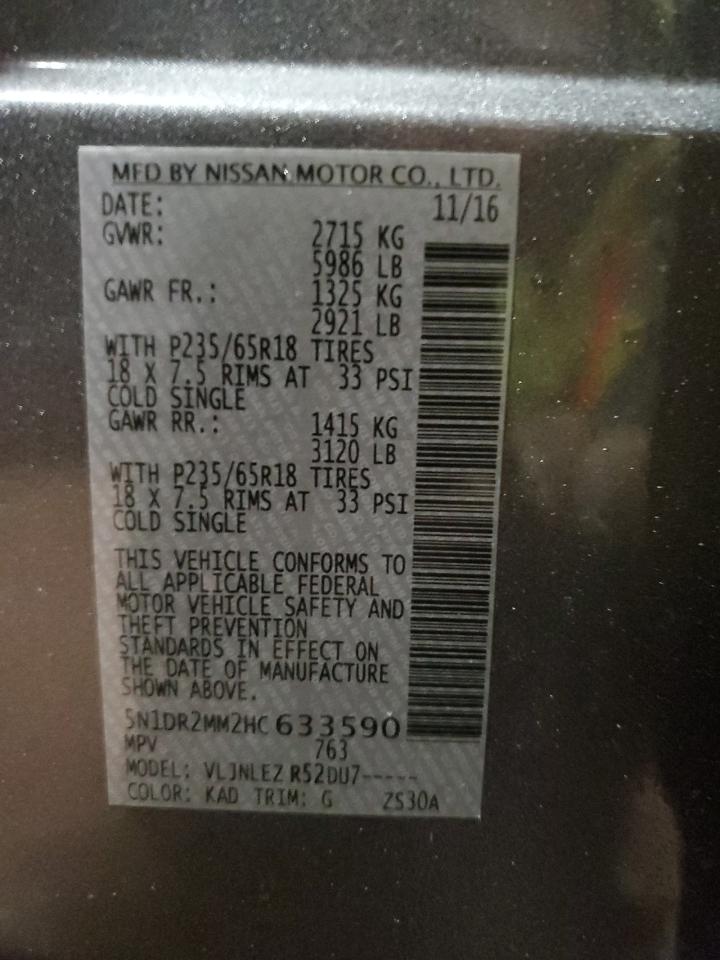 MFD BY NISSAN MOTOR CO., LTD.
DATE: 11/16
GVWR: 2715 KG
5986 LB
GAWR FR.: 1325 KG
2921 LB
WITH P235/65R18 TIRES
18 X 7.5 RIMS AT 33 PSI
COLD SINGLE
GAWR RR.: 1415 KG
3120 LB
WITH P235/65R18 TIRES
18 X 7.5 RIMS AT 33 PSI
COLD SINGLE
THIS VEHICLE CONFORMS TO
ALL APPLICABLE FEDERAL
MOTOR VEHICLE SAFETY AND
THEFT PREVENTION
STANDARDS IN EFFECT ON
THE DATE OF MANUFACTURE
SHOWN ABOVE.
5N1DR2MM2HC633590
MPV 763
MODEL: VLJNLEZ R52DU7-----
COLOR: KAD TRIM: G ZS30A